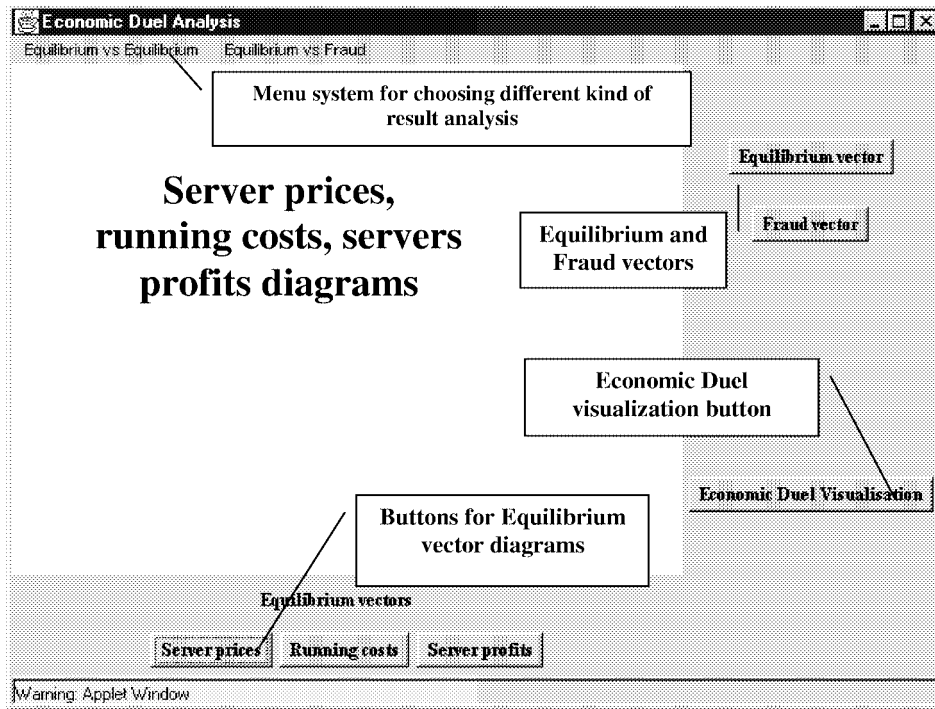 Economic Duel Analysis
Equilibrium vs Equilibrium Equilibrium vs Fraud
Menu system for choosing different kind of
result analysis
Equilibrium vector
Server prices,
running costs, servers
profits diagrams
Fraud vector
Equilibrium and
Fraud vectors
Economic Duel
visualization button
Economic Duel Visualisation
Buttons for Equilibrium
vector diagrams
Equilibrium vectors
Server prices Running costs Server profits
Warning: Applet Window